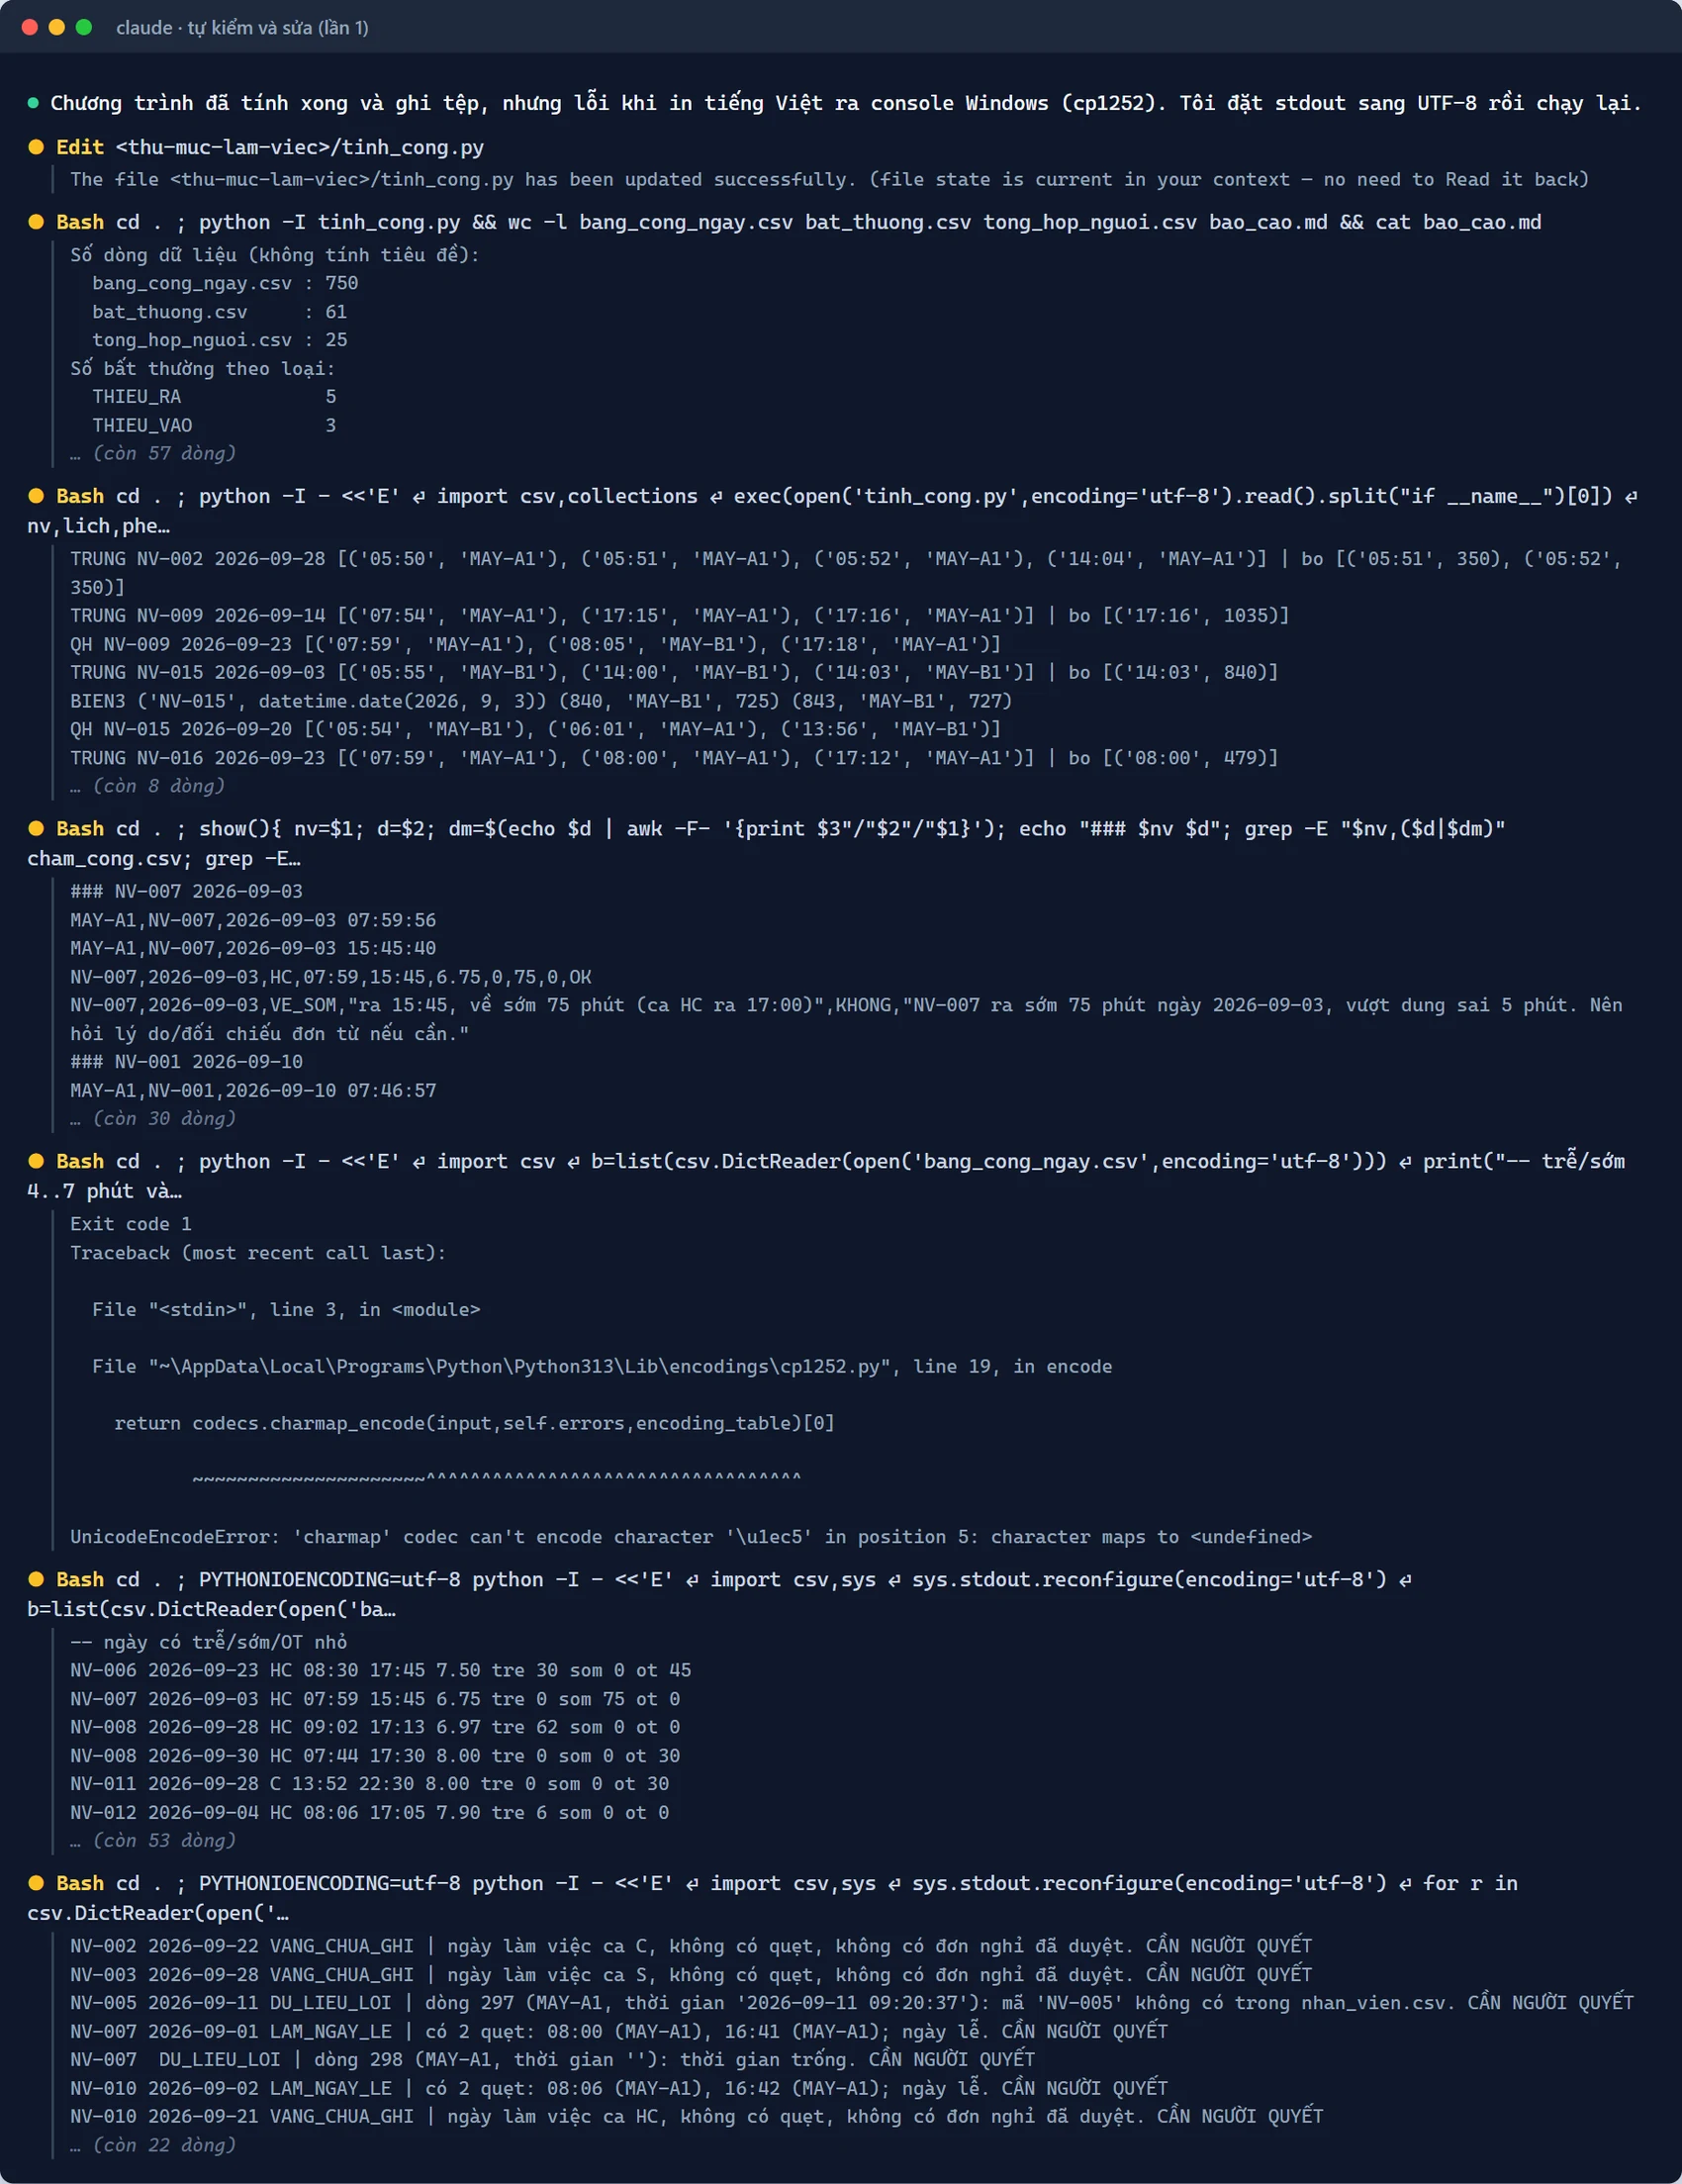 claude · tự kiểm và sửa (lần 1)
● Chương trình đã tính xong và ghi tệp, nhưng lỗi khi in tiếng Việt ra console Windows (cp1252). Tôi đặt stdout sang UTF-8 rồi chạy lại.
● Edit <thu-muc-lam-viec>/tinh_cong.py
The file <thu-muc-lam-viec>/tinh_cong.py has been updated successfully. (file state is current in your context — no need to Read it back)
● Bash cd . ; python -I tinh_cong.py && wc -l bang_cong_ngay.csv bat_thuong.csv tong_hop_nguoi.csv bao_cao.md && cat bao_cao.md
Số dòng dữ liệu (không tính tiêu đề):
bang_cong_ngay.csv : 750
bat_thuong.csv     : 61
tong_hop_nguoi.csv : 25
Số bất thường theo loại:
THIEU_RA             5
THIEU_VAO            3
… (còn 57 dòng)
● Bash cd . ; python -I - <<'E' ⏎ import csv,collections ⏎ exec(open('tinh_cong.py',encoding='utf-8').read().split("if __name__")[0]) ⏎
nv,lich,phe…
TRUNG NV-002 2026-09-28 [('05:50', 'MAY-A1'), ('05:51', 'MAY-A1'), ('05:52', 'MAY-A1'), ('14:04', 'MAY-A1')] | bo [('05:51', 350), ('05:52',
350)]
TRUNG NV-009 2026-09-14 [('07:54', 'MAY-A1'), ('17:15', 'MAY-A1'), ('17:16', 'MAY-A1')] | bo [('17:16', 1035)]
QH NV-009 2026-09-23 [('07:59', 'MAY-A1'), ('08:05', 'MAY-B1'), ('17:18', 'MAY-A1')]
TRUNG NV-015 2026-09-03 [('05:55', 'MAY-B1'), ('14:00', 'MAY-B1'), ('14:03', 'MAY-B1')] | bo [('14:03', 840)]
BIEN3 ('NV-015', datetime.date(2026, 9, 3)) (840, 'MAY-B1', 725) (843, 'MAY-B1', 727)
QH NV-015 2026-09-20 [('05:54', 'MAY-B1'), ('06:01', 'MAY-A1'), ('13:56', 'MAY-B1')]
TRUNG NV-016 2026-09-23 [('07:59', 'MAY-A1'), ('08:00', 'MAY-A1'), ('17:12', 'MAY-A1')] | bo [('08:00', 479)]
… (còn 8 dòng)
● Bash cd . ; show(){ nv=$1; d=$2; dm=$(echo $d | awk -F- '{print $3"/"$2"/"$1}'); echo "### $nv $d"; grep -E "$nv,($d|$dm)"
cham_cong.csv; grep -E…
### NV-007 2026-09-03
MAY-A1,NV-007,2026-09-03 07:59:56
MAY-A1,NV-007,2026-09-03 15:45:40
NV-007,2026-09-03,HC,07:59,15:45,6.75,0,75,0,OK
NV-007,2026-09-03,VE_SOM,"ra 15:45, về sớm 75 phút (ca HC ra 17:00)",KHONG,"NV-007 ra sớm 75 phút ngày 2026-09-03, vượt dung sai 5 phút. Nên
hỏi lý do/đối chiếu đơn từ nếu cần."
### NV-001 2026-09-10
MAY-A1,NV-001,2026-09-10 07:46:57
… (còn 30 dòng)
● Bash cd . ; python -I - <<'E' ⏎ import csv ⏎ b=list(csv.DictReader(open('bang_cong_ngay.csv',encoding='utf-8'))) ⏎ print("-- trễ/sớm
4..7 phút và…
Exit code 1
Traceback (most recent call last):
File "<stdin>", line 3, in <module>
File "~\AppData\Local\Programs\Python\Python313\Lib\encodings\cp1252.py", line 19, in encode
return codecs.charmap_encode(input,self.errors,encoding_table)[0]
~~~~~~~~~~~~~~~~~~~~~^^^^^^^^^^^^^^^^^^^^^^^^^^^^^^^^^^
UnicodeEncodeError: 'charmap' codec can't encode character '\u1ec5' in position 5: character maps to <undefined>
● Bash cd . ; PYTHONIOENCODING=utf-8 python -I - <<'E' ⏎ import csv,sys ⏎ sys.stdout.reconfigure(encoding='utf-8') ⏎
b=list(csv.DictReader(open('ba…
-- ngày có trễ/sớm/OT nhỏ
NV-006 2026-09-23 HC 08:30 17:45 7.50 tre 30 som 0 ot 45
NV-007 2026-09-03 HC 07:59 15:45 6.75 tre 0 som 75 ot 0
NV-008 2026-09-28 HC 09:02 17:13 6.97 tre 62 som 0 ot 0
NV-008 2026-09-30 HC 07:44 17:30 8.00 tre 0 som 0 ot 30
NV-011 2026-09-28 C 13:52 22:30 8.00 tre 0 som 0 ot 30
NV-012 2026-09-04 HC 08:06 17:05 7.90 tre 6 som 0 ot 0
… (còn 53 dòng)
● Bash cd . ; PYTHONIOENCODING=utf-8 python -I - <<'E' ⏎ import csv,sys ⏎ sys.stdout.reconfigure(encoding='utf-8') ⏎ for r in
csv.DictReader(open('…
NV-002 2026-09-22 VANG_CHUA_GHI | ngày làm việc ca C, không có quẹt, không có đơn nghỉ đã duyệt. CẦN NGƯỜI QUYẾT
NV-003 2026-09-28 VANG_CHUA_GHI | ngày làm việc ca S, không có quẹt, không có đơn nghỉ đã duyệt. CẦN NGƯỜI QUYẾT
NV-005 2026-09-11 DU_LIEU_LOI | dòng 297 (MAY-A1, thời gian '2026-09-11 09:20:37'): mã 'NV-005' không có trong nhan_vien.csv. CẦN NGƯỜI QUYẾT
NV-007 2026-09-01 LAM_NGAY_LE | có 2 quẹt: 08:00 (MAY-A1), 16:41 (MAY-A1); ngày lễ. CẦN NGƯỜI QUYẾT
NV-007  DU_LIEU_LOI | dòng 298 (MAY-A1, thời gian ''): thời gian trống. CẦN NGƯỜI QUYẾT
NV-010 2026-09-02 LAM_NGAY_LE | có 2 quẹt: 08:06 (MAY-A1), 16:42 (MAY-A1); ngày lễ. CẦN NGƯỜI QUYẾT
NV-010 2026-09-21 VANG_CHUA_GHI | ngày làm việc ca HC, không có quẹt, không có đơn nghỉ đã duyệt. CẦN NGƯỜI QUYẾT
… (còn 22 dòng)